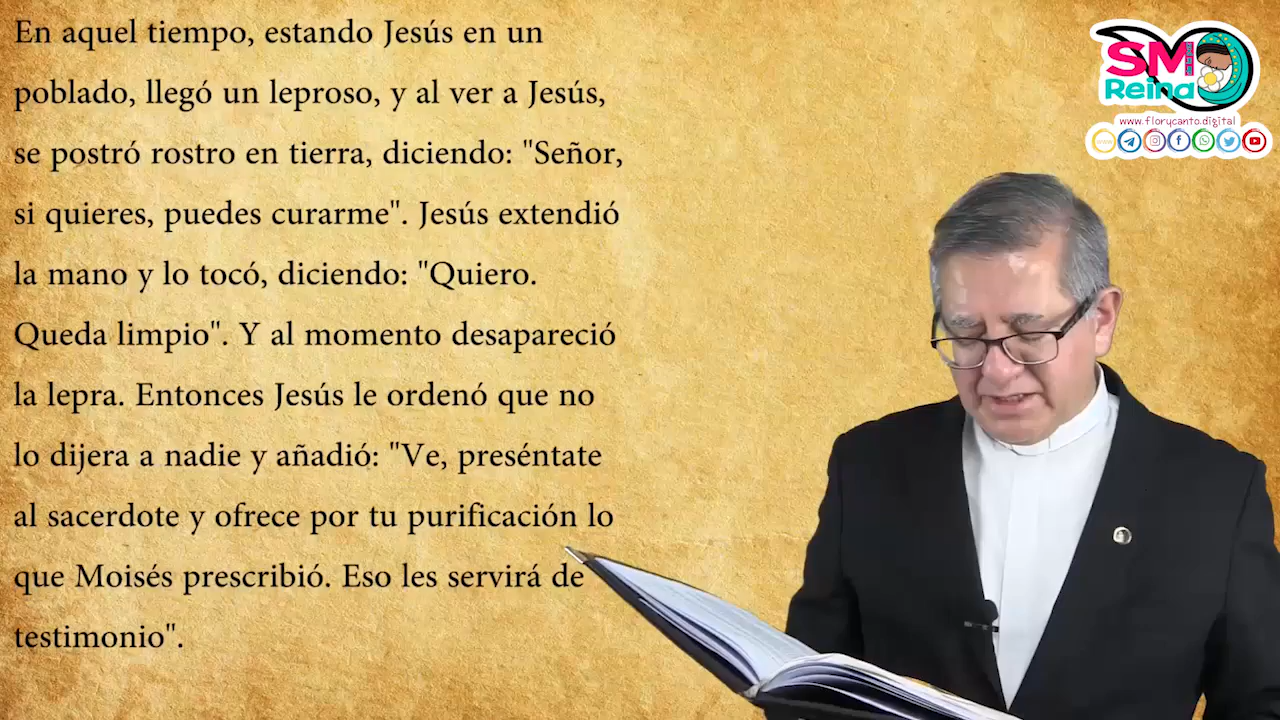 En aquel tiempo, estando Jesús en un
poblado, llegó un leproso, y al ver a Jesús,
se postró rostro en tierra, diciendo: "Señor,
si quieres, puedes curarme". Jesús extendió
la mano y lo tocó, diciendo: "Quiero.
Queda limpio". Y al momento desapareció
la lepra. Entonces Jesús le ordenó que no
lo dijera a nadie y añadió: "Ve, preséntate
al sacerdote y ofrece por tu purificación lo
que Moisés prescribió. Eso les servirá de
testimonio".
SM
Reina
www.florycanto.digital